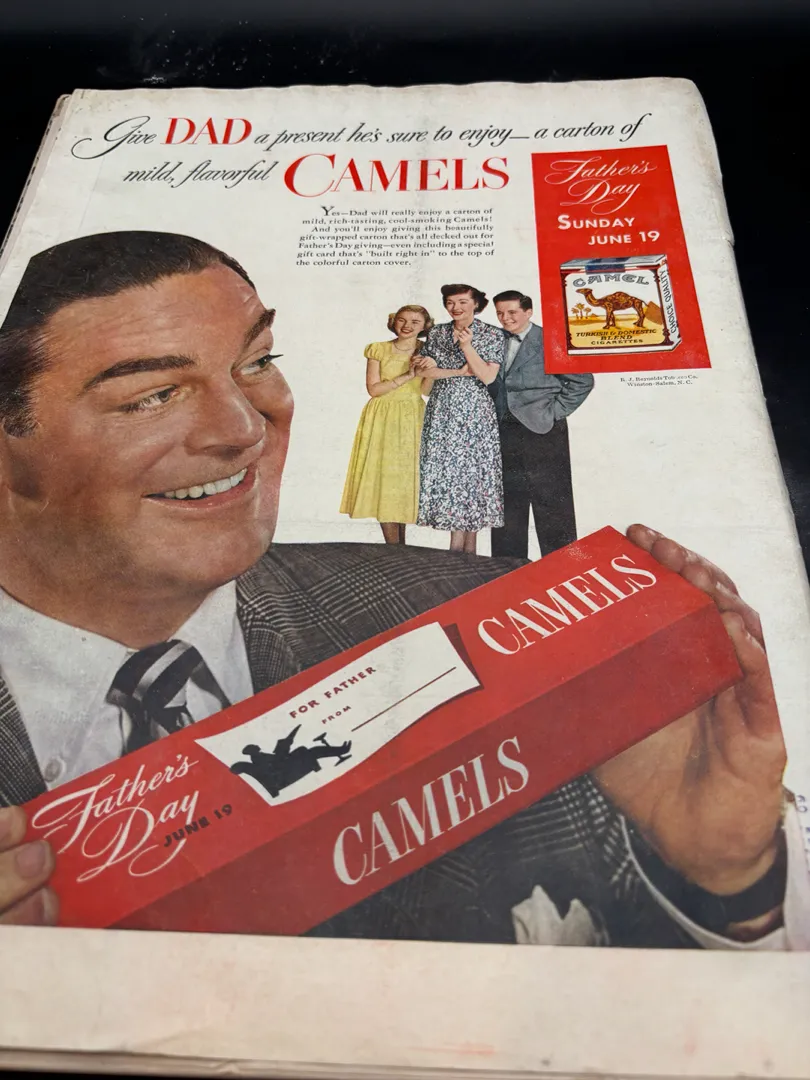 Give DAD a present he's sure to enjoy—a carton of
mild, flavorful CAMELS
Yes—Dad will really enjoy a carton of
mild, rich-tasting, cool-smoking Camels!
And you'll enjoy giving this beautifully
gift-wrapped carton that's all decked out for
Father's Day giving—even including a special
gift card that's "built right in" to the top of
the colorful carton cover.
Father's
Day
SUNDAY
JUNE 19
CAMEL
TURKISH & DOMESTIC
BLEND
CIGARETTES
R. J. Reynolds Tobacco Co.,
Winston-Salem, N. C.
CAMELS
FOR FATHER
FROM
Father's
Day
JUNE 19
CAMELS